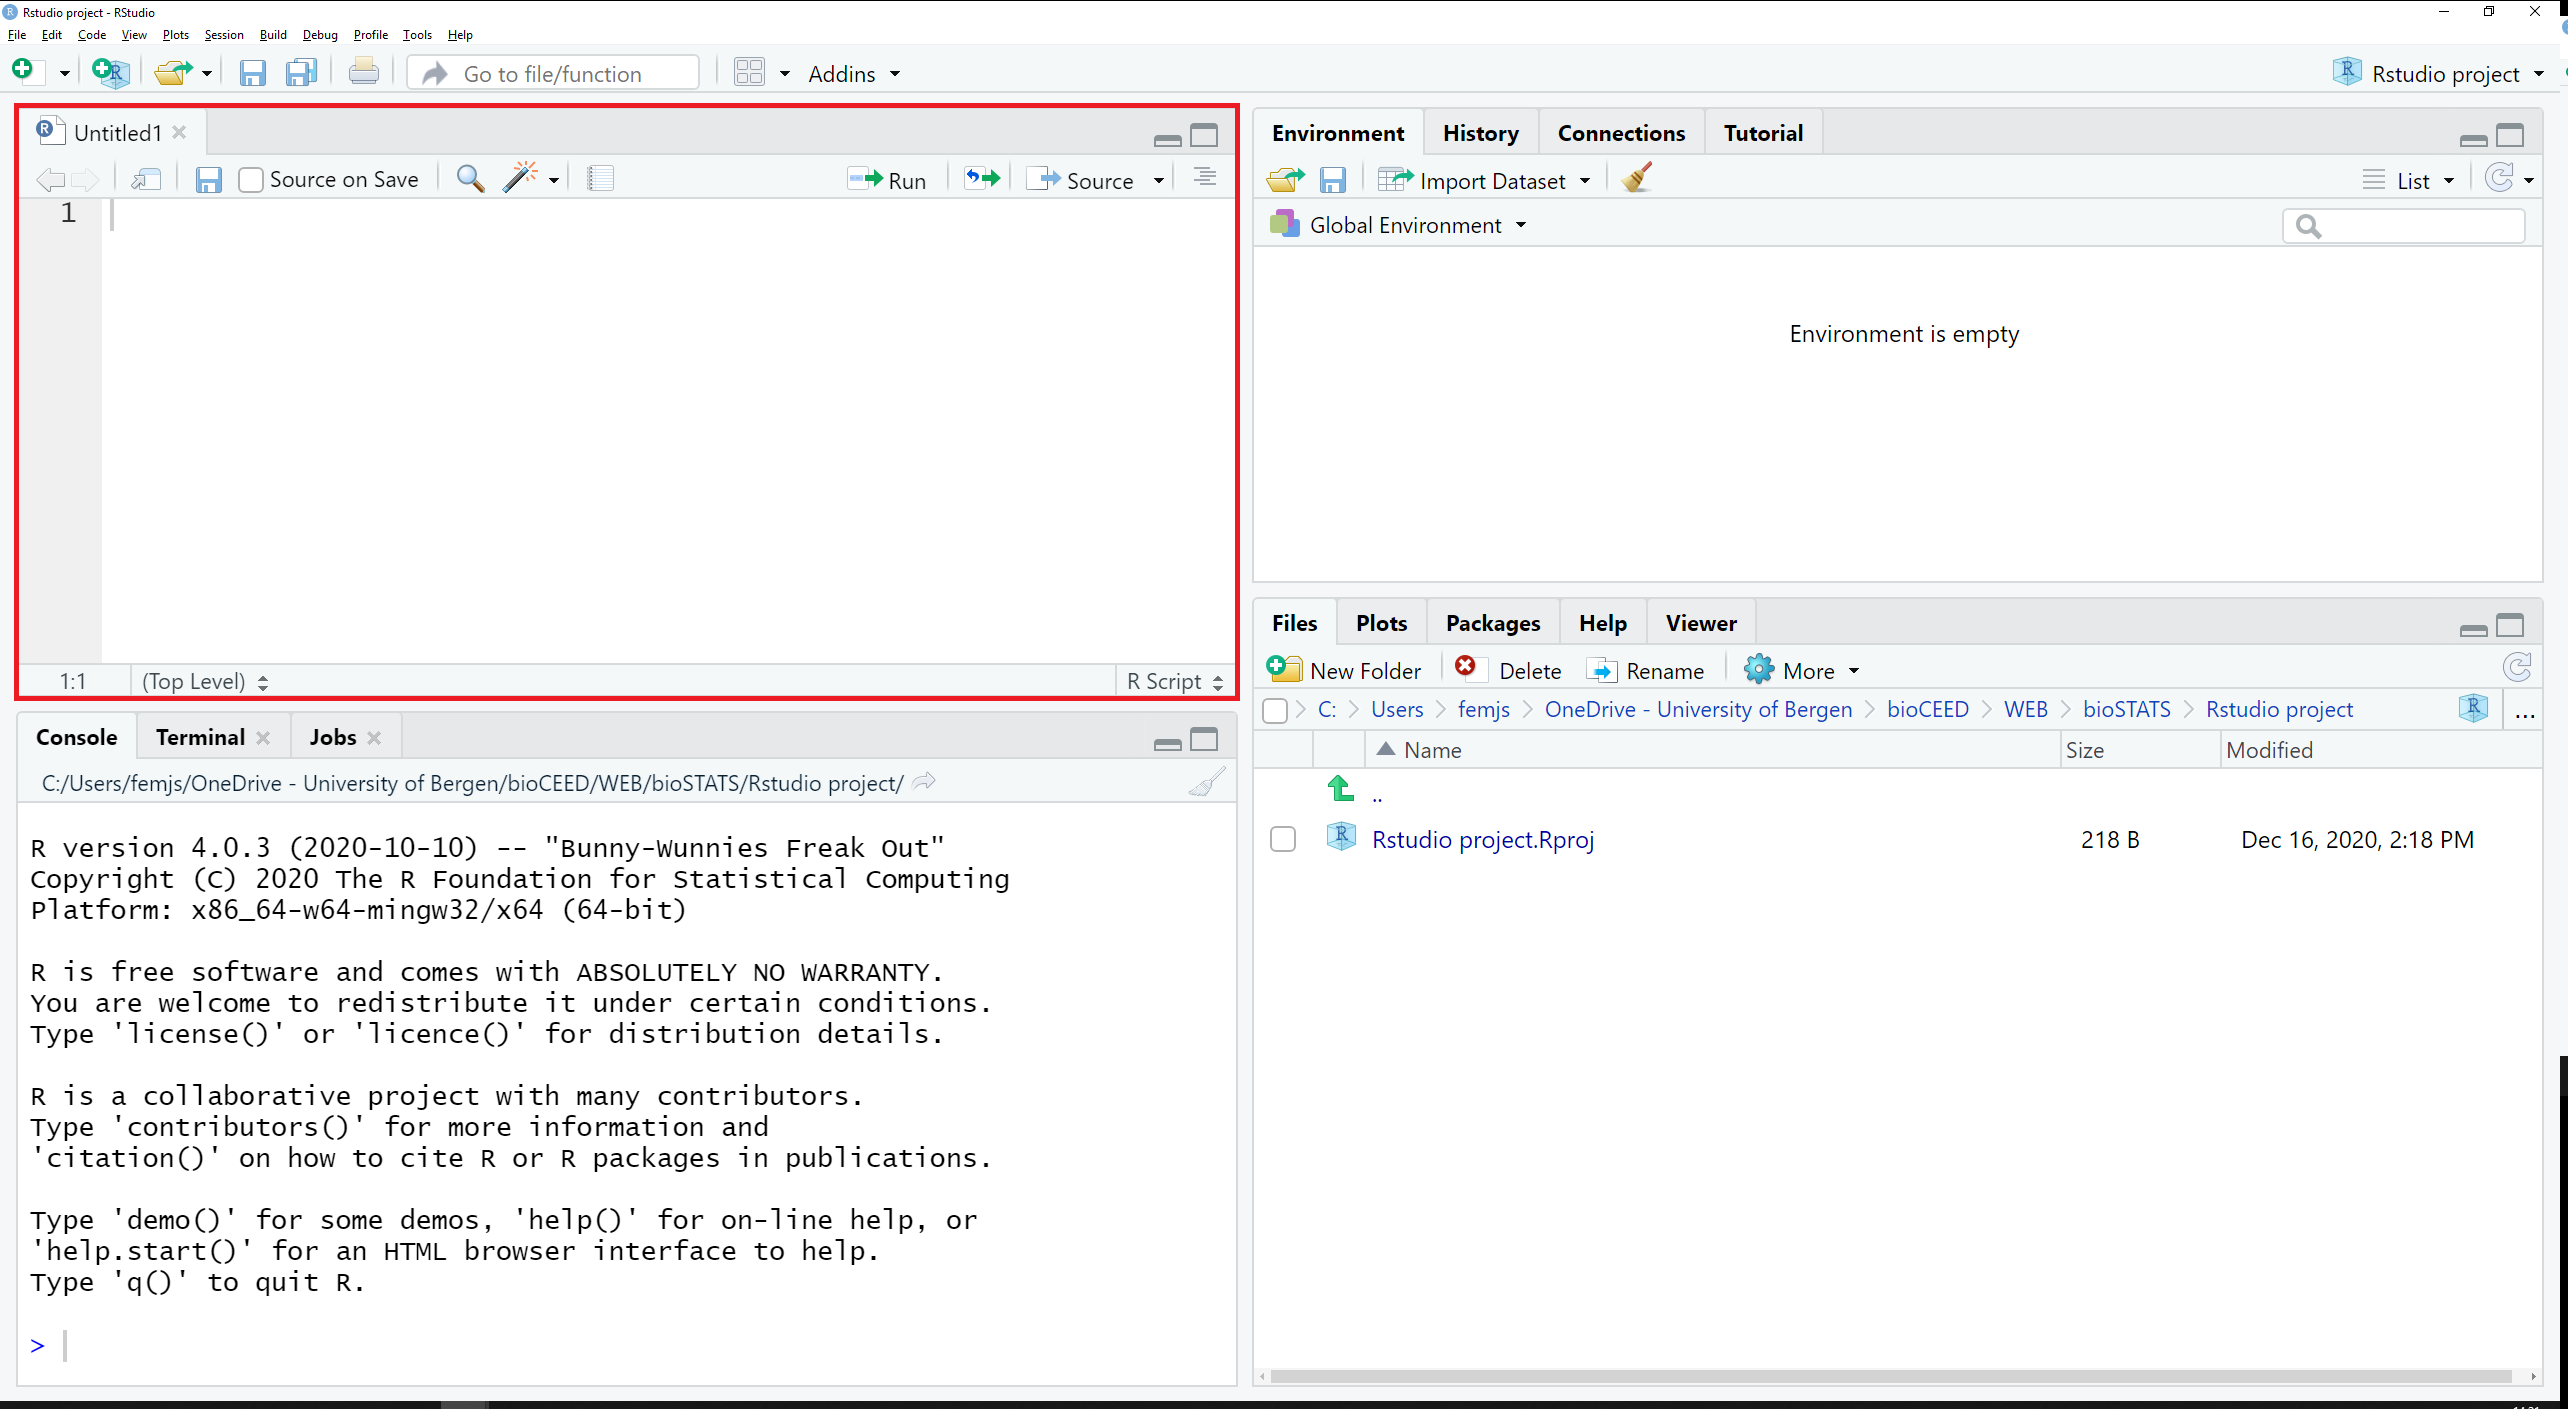 Rstudio project - RStudio
File Edit Code View Plots Session Build Debug Profile Tools Help
Go to file/function Addins Rstudio project
Untitled1
Source on Save Run Source
1
1:1 (Top Level) R Script
Console Terminal Jobs
C:/Users/femjs/OneDrive - University of Bergen/bioCEED/WEB/bioSTATS/Rstudio project/
R version 4.0.3 (2020-10-10) -- "Bunny-Wunnies Freak Out"
Copyright (C) 2020 The R Foundation for Statistical Computing
Platform: x86_64-w64-mingw32/x64 (64-bit)
R is free software and comes with ABSOLUTELY NO WARRANTY.
You are welcome to redistribute it under certain conditions.
Type 'license()' or 'licence()' for distribution details.
R is a collaborative project with many contributors.
Type 'contributors()' for more information and
'citation()' on how to cite R or R packages in publications.
Type 'demo()' for some demos, 'help()' for on-line help, or
'help.start()' for an HTML browser interface to help.
Type 'q()' to quit R.
>
Environment History Connections Tutorial
Import Dataset List
Global Environment
Environment is empty
Files Plots Packages Help Viewer
New Folder Delete Rename More
C: Users femjs OneDrive - University of Bergen bioCEED WEB bioSTATS Rstudio project ...
Name Size Modified
..
Rstudio project.Rproj 218 B Dec 16, 2020, 2:18 PM